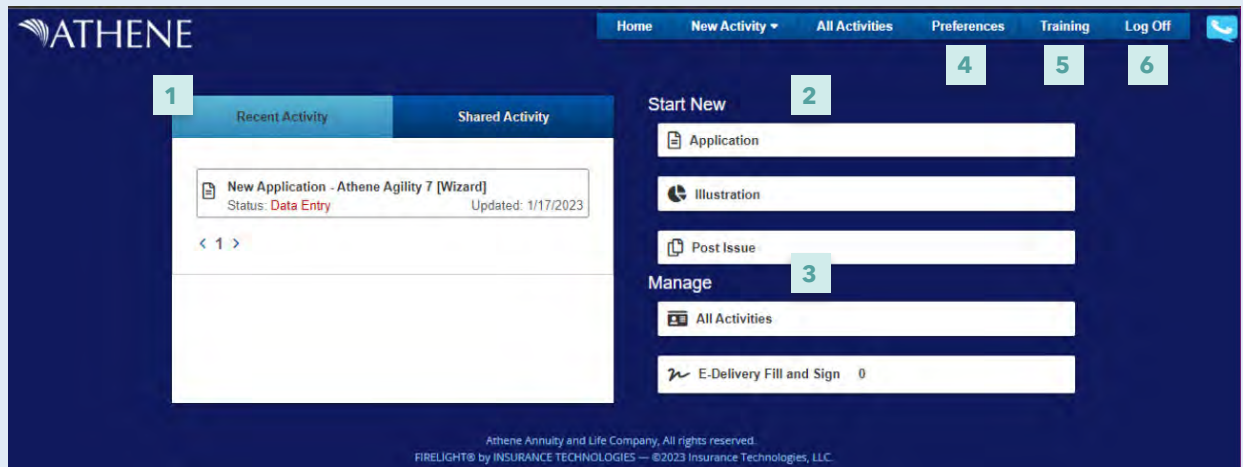 ATHENE
Home New Activity All Activities Preferences Training Log Off
4 5 6
1
Recent Activity Shared Activity
New Application - Athene Agility 7 [Wizard]
Status: Data Entry Updated: 1/17/2023
< 1 >
Start New 2
Application
Illustration
Post Issue
3
Manage
All Activities
E-Delivery Fill and Sign 0
Athene Annuity and Life Company, All rights reserved.
FIRELIGHT® by INSURANCE TECHNOLOGIES — ©2023 Insurance Technologies, LLC.